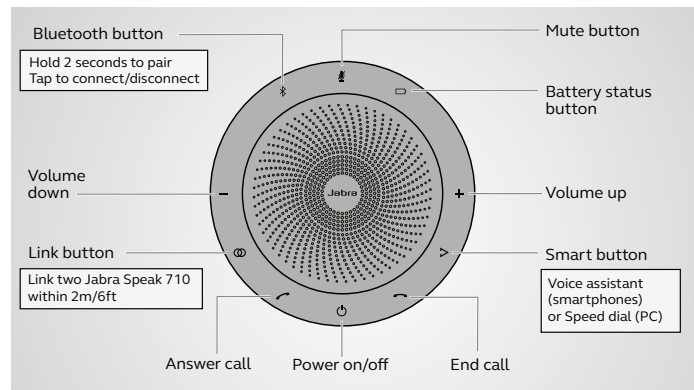 Bluetooth button
Hold 2 seconds to pair
Tap to connect/disconnect
Mute button
Battery status
button
Volume
down
Jabra
Volume up
Link button
Link two Jabra Speak 710
within 2m/6ft
Smart button
Voice assistant
(smartphones)
or Speed dial (PC)
Answer call
Power on/off
End call